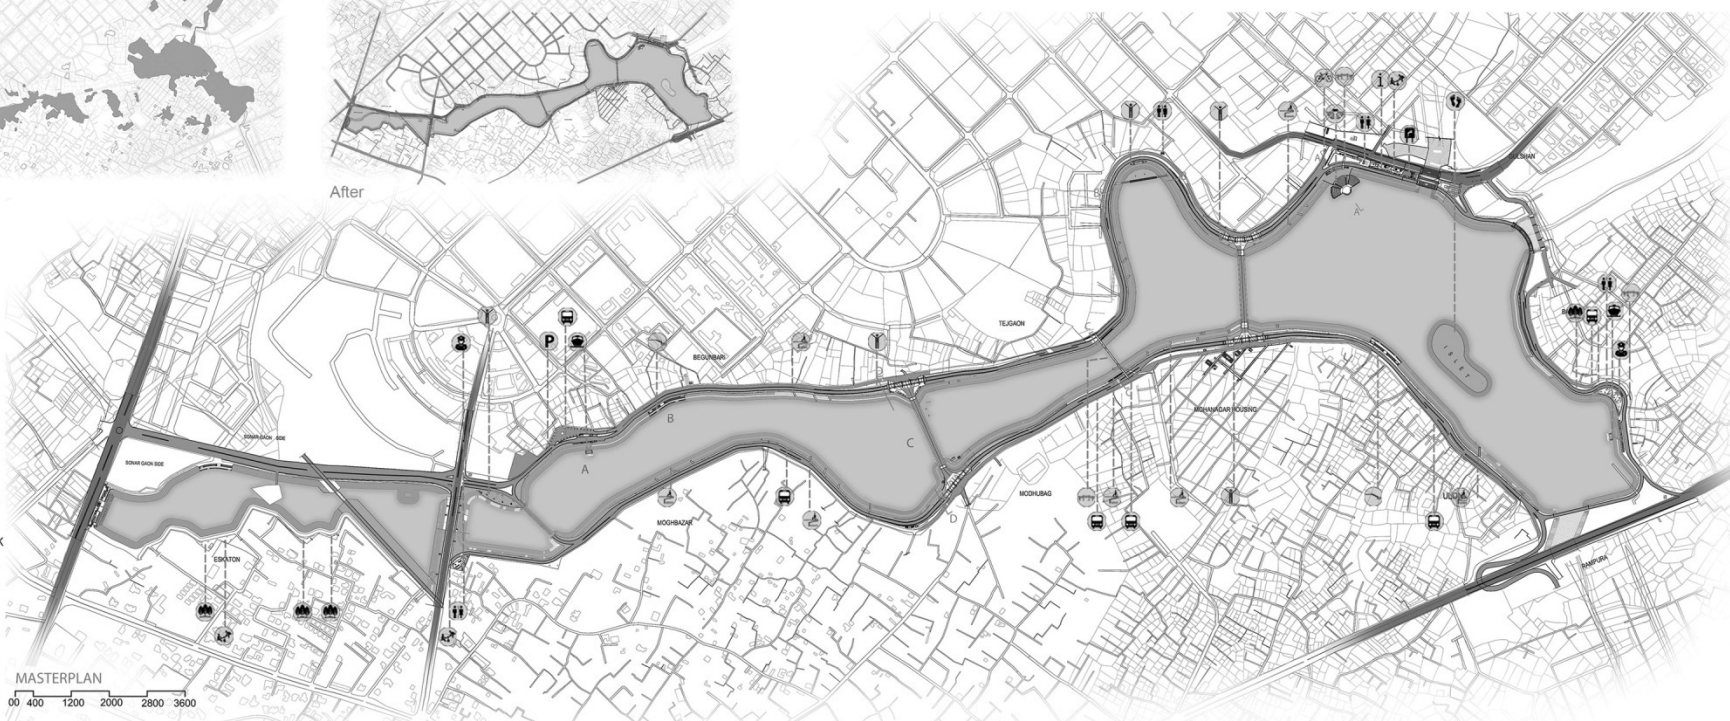 After
GULSHAN
A'
TEJGAON
C'
P
BEGUNBARI
ISLET
B
MOHANAGAR HOUSING
SONAR GAON SIDE
SONAR GAON SIDE
A
C
MODHUBAG
MOGHBAZAR
D
ESKATON
RAMPURA
MASTERPLAN
00 400 1200 2000 2800 3600